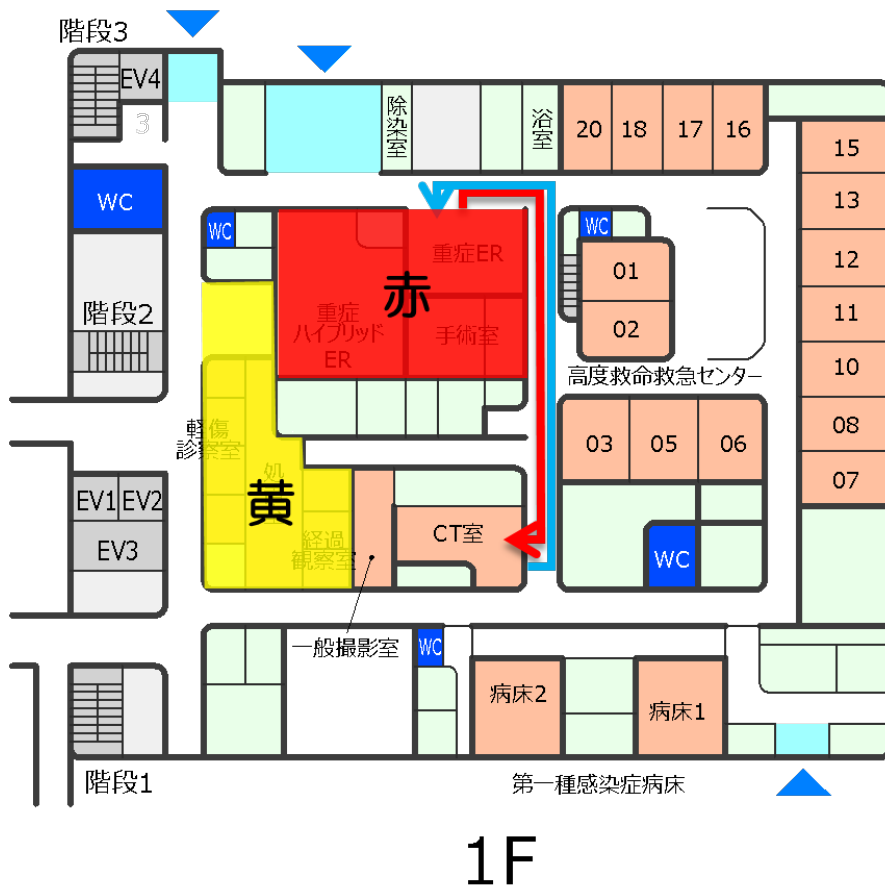 階段3
EV4
3
除染室
浴室
20
18
17
16
15
WC
WC
WC
13
重症ER
01
12
赤
重症
ハイブリッド
ER
手術室
02
11
階段2
高度救命救急センター
10
軽傷
診察室
03
05
06
08
処
07
黄
EV1
EV2
EV3
経過
観察室
CT室
WC
一般撮影室
WC
病床2
病床1
階段1
第一種感染症病床
1F